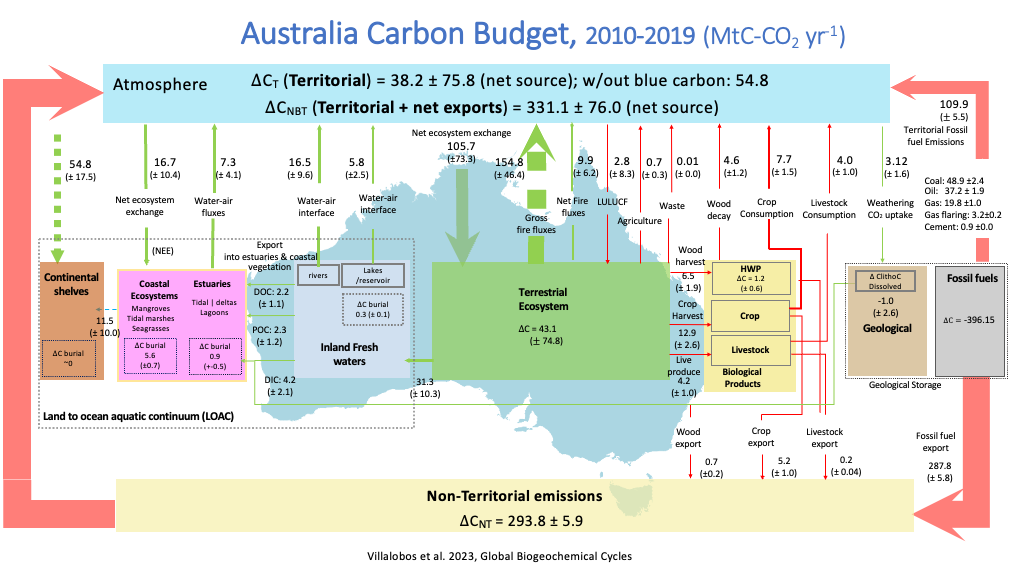 Australia Carbon Budget, 2010-2019 (MtC-CO2 yr-1)
Atmosphere
ΔCT (Territorial) = 38.2 ± 75.8 (net source); w/out blue carbon: 54.8
ΔCNBT (Territorial + net exports) = 331.1 ± 76.0 (net source)
54.8
(± 17.5)
16.7
(± 10.4)
Net ecosystem
exchange
(NEE)
7.3
(± 4.1)
Water-air
fluxes
16.5
(± 9.6)
Water-air
interface
5.8
(±2.5)
Water-air
interface
Net ecosystem exchange
105.7
(±73.3)
154.8
(± 46.4)
Gross
fire fluxes
9.9
(± 6.2)
Net Fire
fluxes
2.8
(± 8.3)
LULUCF
0.7
(± 0.3)
Agriculture
0.01
(± 0.0)
Waste
4.6
(±1.2)
Wood
decay
7.7
(± 1.5)
Crop
Consumption
4.0
(± 1.0)
Livestock
Consumption
3.12
(± 1.6)
Weathering
CO2 uptake
109.9
(± 5.5)
Territorial Fossil
fuel Emissions
Coal: 48.9 ±2.4
Oil: 37.2 ± 1.9
Gas: 19.8 ±1.0
Gas flaring: 3.2±0.2
Cement: 0.9 ±0.0
Continental
shelves
ΔC burial
~0
11.5
(± 10.0)
Coastal
Ecosystems
Mangroves
Tidal marshes
Seagrasses
ΔC burial
5.6
(±0.7)
Estuaries
Tidal | deltas
Lagoons
ΔC burial
0.9
(+-0.5)
Export
into estuaries & coastal
vegetation
DOC: 2.2
(± 1.1)
POC: 2.3
(± 1.2)
DIC: 4.2
(± 2.1)
rivers
Lakes
/reservoir
ΔC burial
0.3 (± 0.1)
Inland Fresh
waters
31.3
(± 10.3)
Land to ocean aquatic continuum (LOAC)
Terrestrial
Ecosystem
ΔC = 43.1
(± 74.8)
Wood
harvest
6.5
(± 1.9)
Crop
Harvest
12.9
(± 2.6)
Live
produce
4.2
(± 1.0)
HWP
ΔC = 1.2
(± 0.6)
Crop
Livestock
Biological
Products
Δ ClithoC
Dissolved
-1.0
(± 2.6)
Geological
Geological Storage
Fossil fuels
ΔC = -396.15
Wood
export
0.7
(±0.2)
Crop
export
5.2
(± 1.0)
Livestock
export
0.2
(± 0.04)
Fossil fuel
export
287.8
(± 5.8)
Non-Territorial emissions
ΔCNT = 293.8 ± 5.9
Villalobos et al. 2023, Global Biogeochemical Cycles